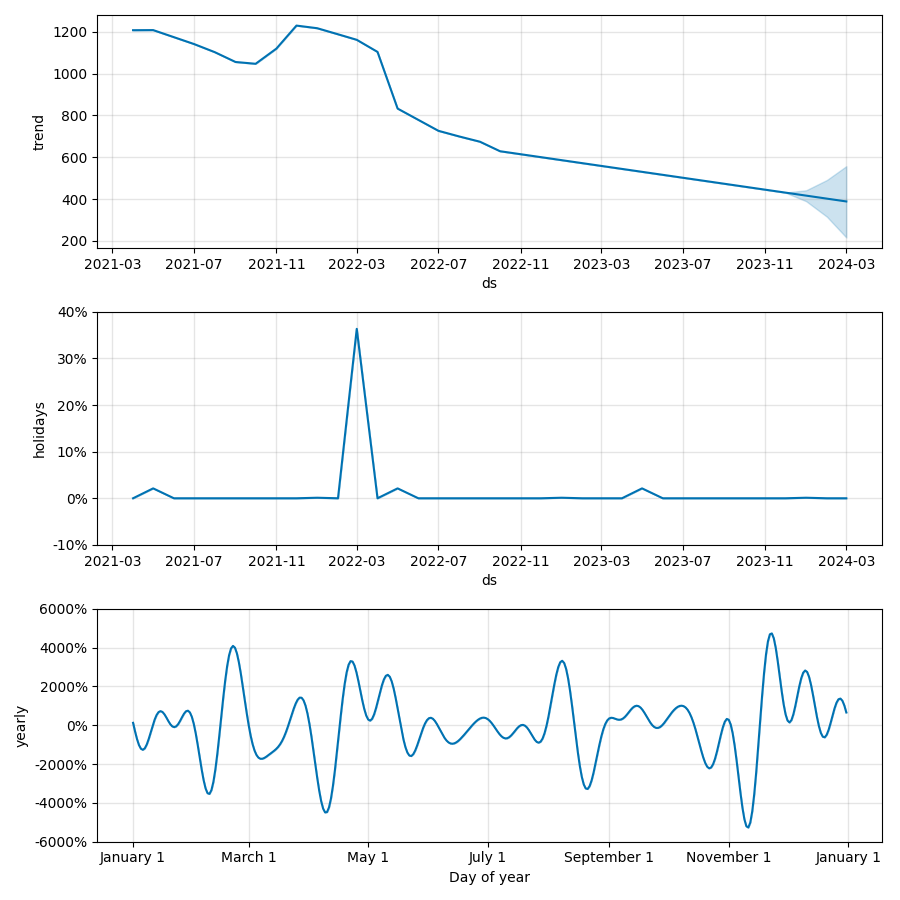 1200
1000
800
600
400
200
trend
2021-03 2021-07 2021-11 2022-03 2022-07 2022-11 2023-03 2023-07 2023-11 2024-03
ds
40%
30%
20%
10%
0%
-10%
holidays
2021-03 2021-07 2021-11 2022-03 2022-07 2022-11 2023-03 2023-07 2023-11 2024-03
ds
6000%
4000%
2000%
0%
-2000%
-4000%
-6000%
yearly
January 1 March 1 May 1 July 1 September 1 November 1 January 1
Day of year